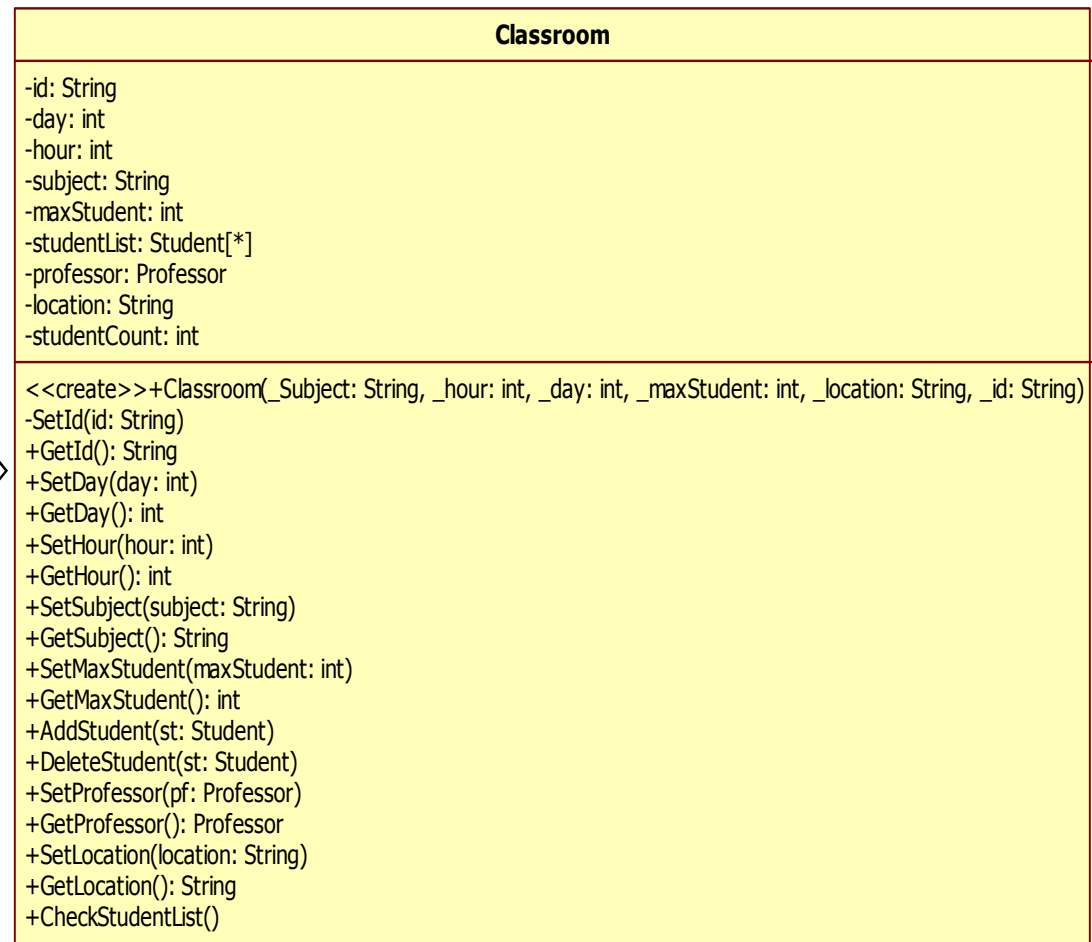 Classroom
-id: String
-day: int
-hour: int
-subject: String
-maxStudent: int
-studentList: Student[*]
-professor: Professor
-location: String
-studentCount: int
<<create>>+Classroom(_Subject: String, _hour: int, _day: int, _maxStudent: int, _location: String, _id: String)
-SetId(id: String)
+GetId(): String
+SetDay(day: int)
+GetDay(): int
+SetHour(hour: int)
+GetHour(): int
+SetSubject(subject: String)
+GetSubject(): String
+SetMaxStudent(maxStudent: int)
+GetMaxStudent(): int
+AddStudent(st: Student)
+DeleteStudent(st: Student)
+SetProfessor(pf: Professor)
+GetProfessor(): Professor
+SetLocation(location: String)
+GetLocation(): String
+CheckStudentList()